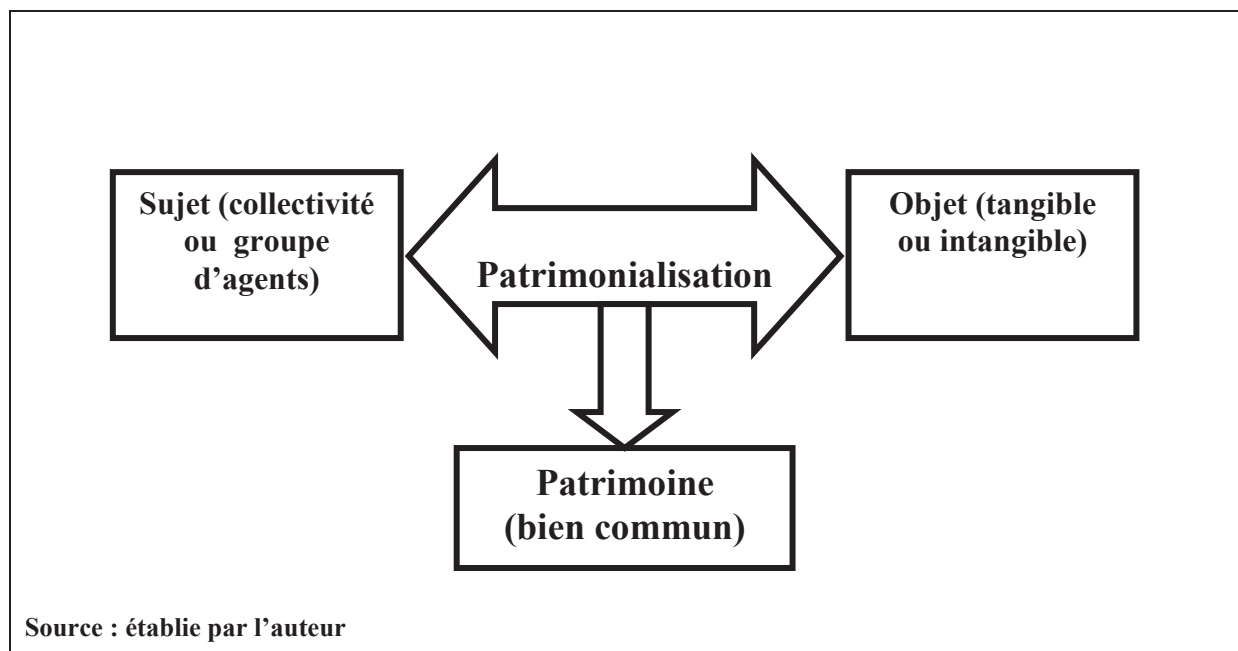 Sujet (collectivité
ou groupe
d’agents)
Objet (tangible
ou intangible)
Patrimonialisation
Patrimoine
(bien commun)
Source : établie par l’auteur